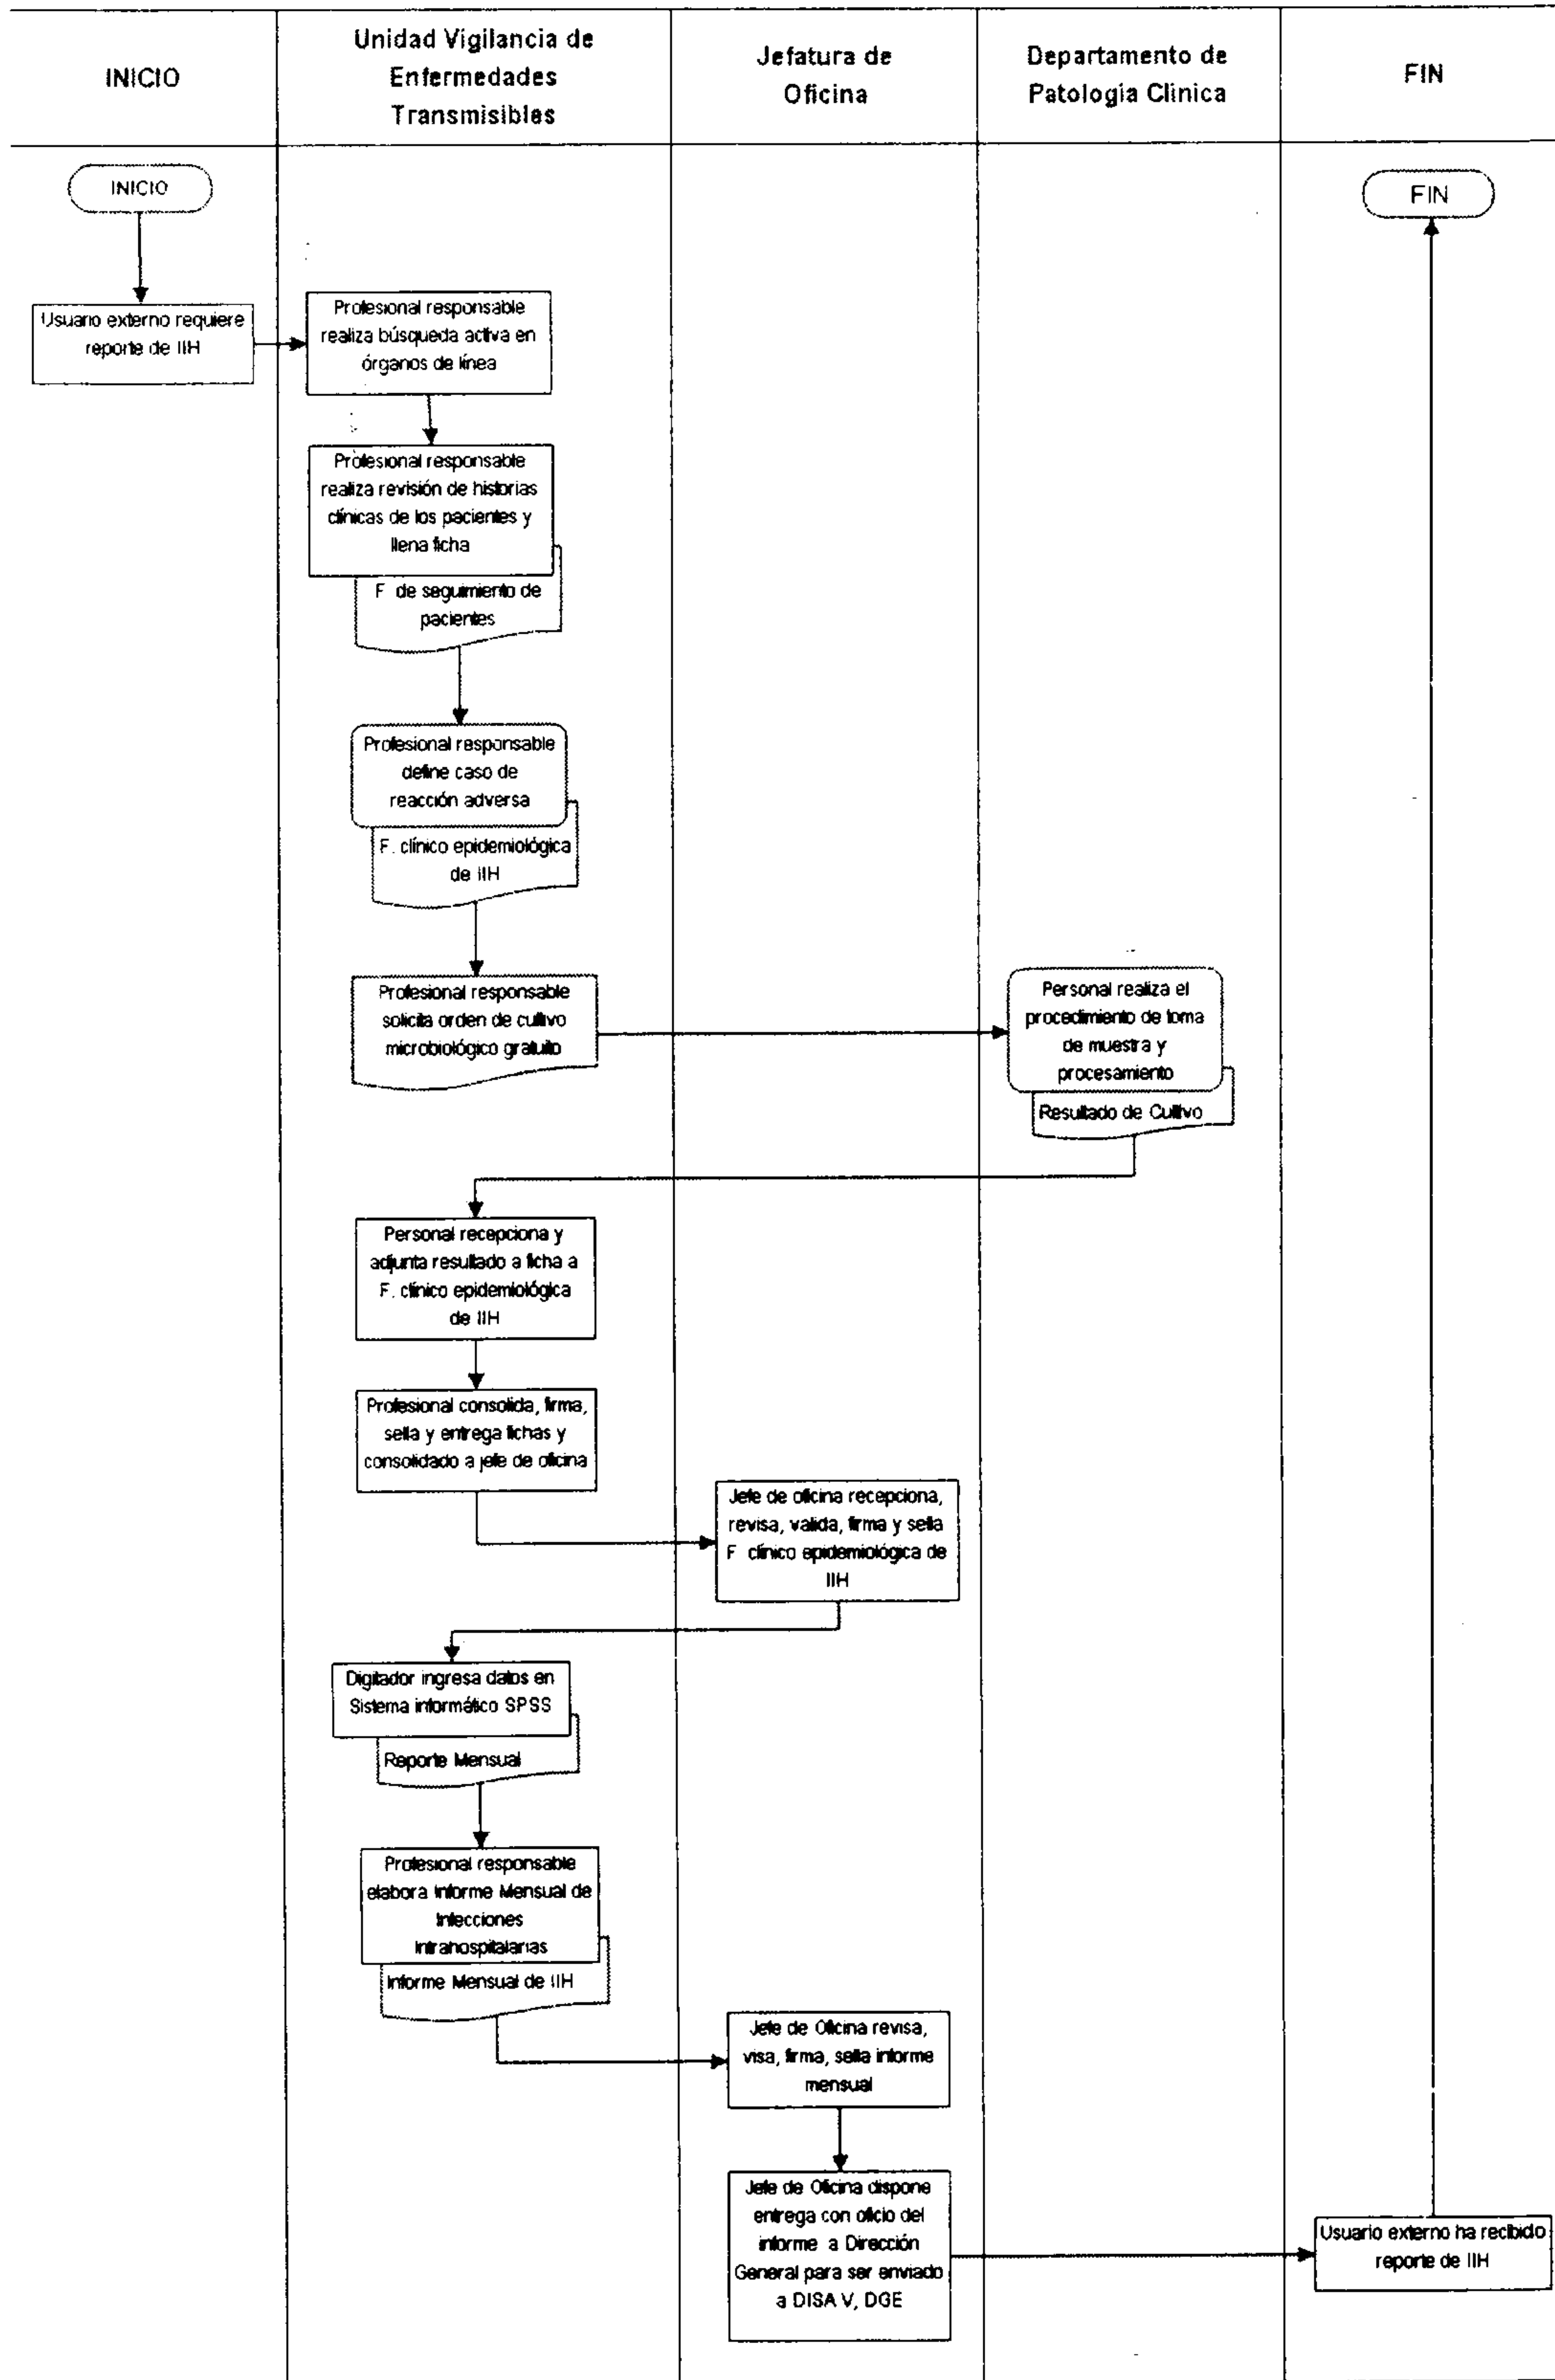 INICIO
Unidad Vigilancia de
Enfermedades
Transmisibles
Jefatura de
Oficina
Departamento de
Patología Clinica
FIN
INICIO
FIN
Usuario externo requiere
reporte de IIH
Profesional responsable
realiza búsqueda activa en
órganos de línea
Profesional responsable
realiza revisión de historias
clínicas de los pacientes y
llena ficha
F de seguimiento de
pacientes
Profesional responsable
define caso de
reacción adversa
F. clínico epidemiológica
de IIH
Profesional responsable
solicita orden de cultivo
microbiológico gratuito
Personal realiza el
procedimiento de toma
de muestra y
procesamiento
Resultado de Cultivo
Personal recepciona y
adjunta resultado a ficha a
F. clínico epidemiológica
de IIH
Profesional consolida, firma,
sella y entrega fichas y
consolidado a jefe de oficina
Jefe de oficina recepciona,
revisa, valida, firma y sella
F clínico epidemiológica de
IIH
Digitador ingresa datos en
Sistema informático SPSS
Reporte Mensual
Profesional responsable
elabora Informe Mensual de
Infecciones
Intrahospitalarias
Informe Mensual de IIH
Jefe de Oficina revisa,
visa, firma, sella informe
mensual
Jefe de Oficina dispone
entrega con oficio del
informe a Dirección
General para ser enviado
a DISA V, DGE
Usuario externo ha recibido
reporte de IIH